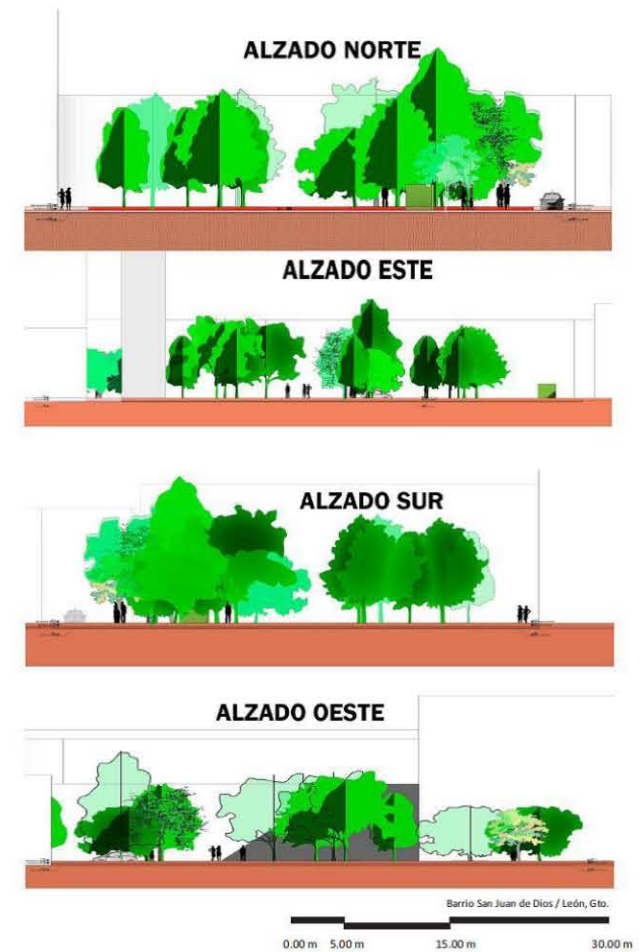 ALZADO NORTE
ALZADO ESTE
ALZADO SUR
ALZADO OESTE
Barrio San Juan de Dios / León, Gto.
0.00 m 5.00 m 15.00 m 30.00 m